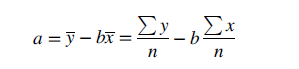 a = y̅ − bx̅ = ∑y/n − b ∑x/n